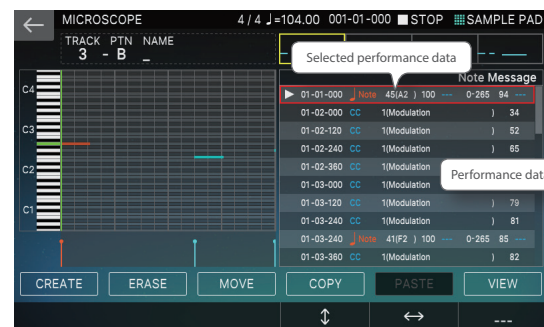 MICROSCOPE 4 / 4 ♩=104.00 001-01-000 STOP SAMPLE PAD
TRACK PTN NAME
3 - B _
Selected performance data
Note Message
01-01-000 Note 45(A2 ) 100 --- 0-265 94 ---
01-02-000 CC 1(Modulation ) 34
01-02-120 CC 1(Modulation ) 52
01-02-240 CC 1(Modulation ) 65
01-02-360 CC 1(Modulation
Performance dat
01-03-000 CC 1(Modulation
01-03-120 CC 1(Modulation ) 79
01-03-240 CC 1(Modulation ) 81
01-03-240 Note 41(F2 ) 100 --- 0-265 85 ---
01-03-360 CC 1(Modulation ) 82
C4
C3
C2
C1
CREATE ERASE MOVE COPY PASTE VIEW
---